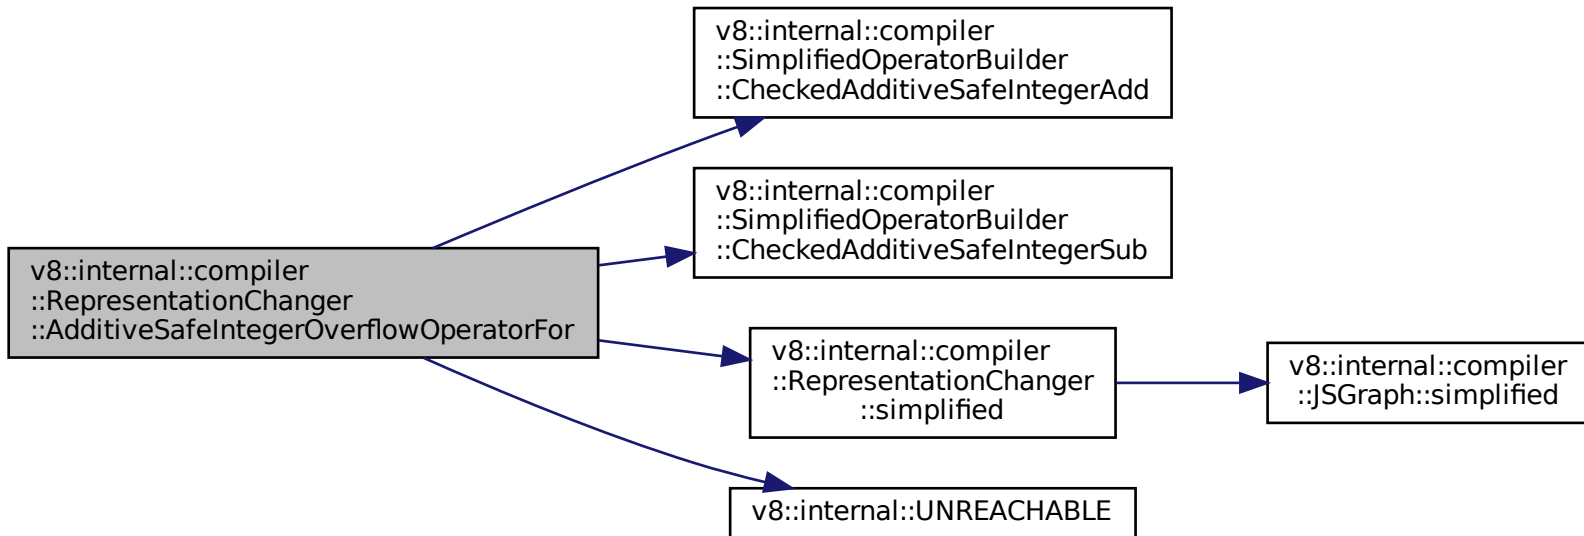 v8::internal::compiler
::SimplifiedOperatorBuilder
::CheckedAdditiveSafeIntegerAdd
v8::internal::compiler
::SimplifiedOperatorBuilder
::CheckedAdditiveSafeIntegerSub
v8::internal::compiler
::RepresentationChanger
::AdditiveSafeIntegerOverflowOperatorFor
v8::internal::compiler
::RepresentationChanger
::simplified
v8::internal::compiler
::JSGraph::simplified
v8::internal::UNREACHABLE